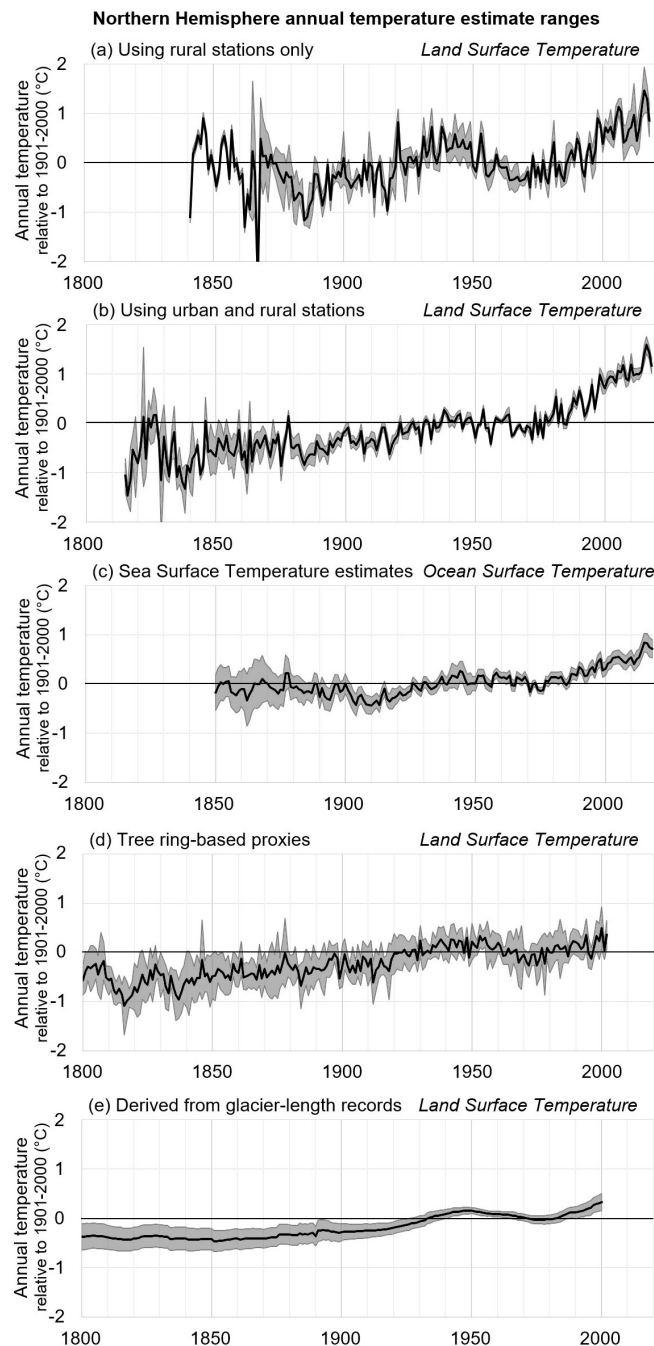 Northern Hemisphere annual temperature estimate ranges
(a) Using rural stations only Land Surface Temperature
Annual temperature
relative to 1901-2000 (°C)
2
1
0
-1
-2
1800 1850 1900 1950 2000
(b) Using urban and rural stations Land Surface Temperature
Annual temperature
relative to 1901-2000 (°C)
2
1
0
-1
-2
1800 1850 1900 1950 2000
(c) Sea Surface Temperature estimates Ocean Surface Temperature
Annual temperature
relative to 1901-2000 (°C)
2
1
0
-1
-2
1800 1850 1900 1950 2000
(d) Tree ring-based proxies Land Surface Temperature
Annual temperature
relative to 1901-2000 (°C)
2
1
0
-1
-2
1800 1850 1900 1950 2000
(e) Derived from glacier-length records Land Surface Temperature
Annual temperature
relative to 1901-2000 (°C)
2
1
0
-1
-2
1800 1850 1900 1950 2000